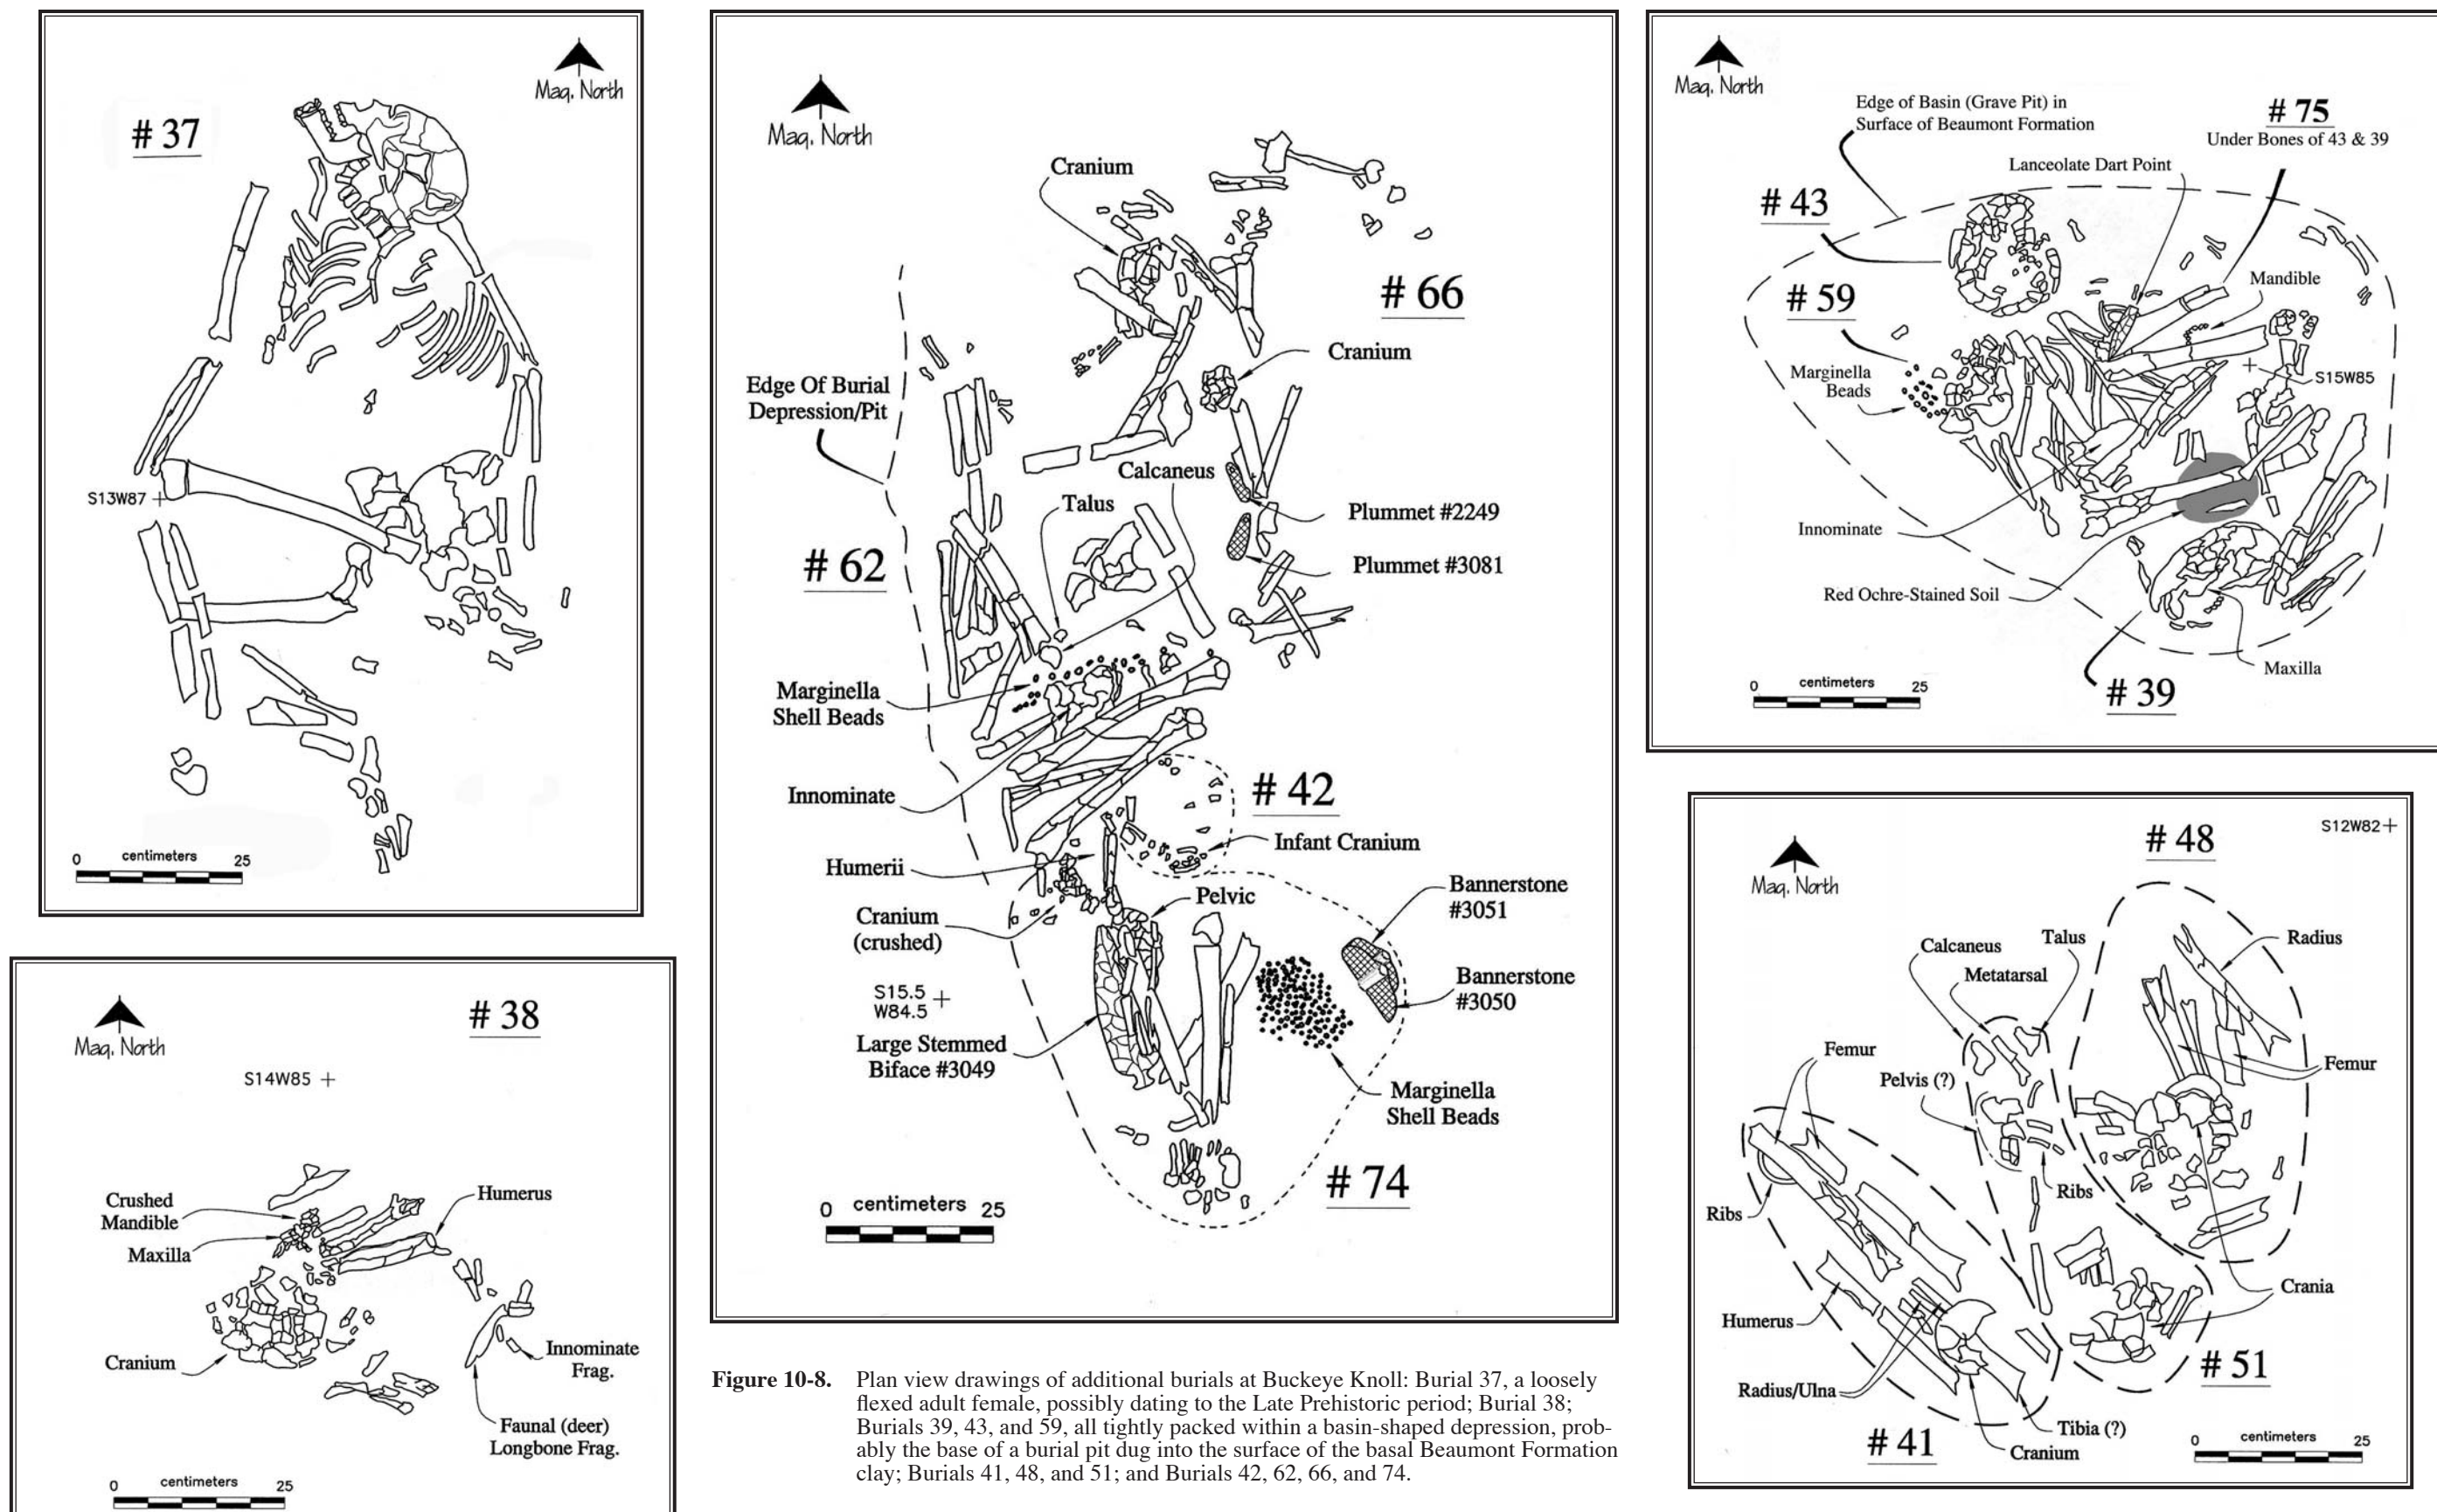 Mag. North
# 37
S13W87
0 centimeters 25
Mag. North
# 38
S14W85
Crushed
Mandible
Maxilla
Humerus
Cranium
Innominate
Frag.
Faunal (deer)
Longbone Frag.
0 centimeters 25
Mag. North
Cranium
# 66
Cranium
Edge Of Burial
Depression/Pit
Calcaneus
Talus
Plummet #2249
# 62
Plummet #3081
Marginella
Shell Beads
Innominate
# 42
Infant Cranium
Humerii
Pelvic
Bannerstone
#3051
Cranium
(crushed)
Bannerstone
#3050
S15.5
W84.5
Large Stemmed
Biface #3049
Marginella
Shell Beads
# 74
0 centimeters 25
Mag. North
Edge of Basin (Grave Pit) in
Surface of Beaumont Formation
# 75
Under Bones of 43 & 39
Lanceolate Dart Point
# 43
Mandible
# 59
Marginella
Beads
S15W85
Innominate
Red Ochre-Stained Soil
Maxilla
# 39
0 centimeters 25
Mag. North
# 48
S12W82
Radius
Calcaneus
Talus
Metatarsal
Femur
Femur
Pelvis (?)
Ribs
Ribs
Humerus
Crania
# 51
Radius/Ulna
Tibia (?)
Cranium
# 41
0 centimeters 25
Figure 10-8. Plan view drawings of additional burials at Buckeye Knoll: Burial 37, a loosely
flexed adult female, possibly dating to the Late Prehistoric period; Burial 38;
Burials 39, 43, and 59, all tightly packed within a basin-shaped depression, prob-
ably the base of a burial pit dug into the surface of the basal Beaumont Formation
clay; Burials 41, 48, and 51; and Burials 42, 62, 66, and 74.